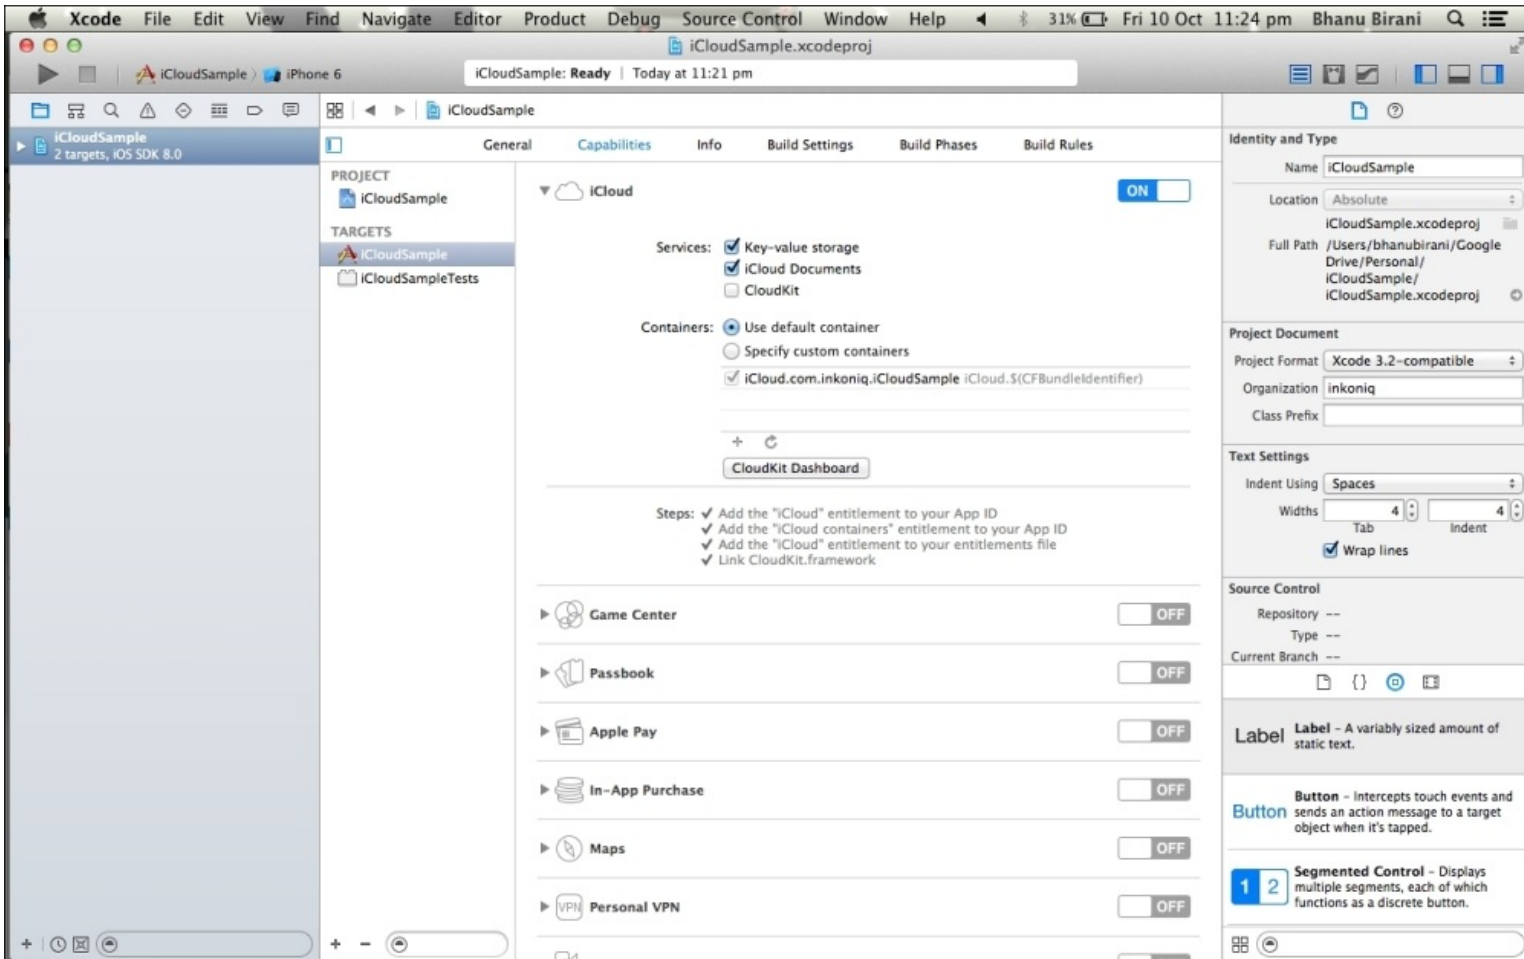 Xcode File Edit View Find Navigate Editor Product Debug Source Control Window Help 31% Fri 10 Oct 11:24 pm Bhanu Birani
iCloudSample.xcodeproj
iCloudSample iPhone 6
iCloudSample: Ready | Today at 11:21 pm
iCloudSample
2 targets, iOS SDK 8.0
iCloudSample
General Capabilities Info Build Settings Build Phases Build Rules
PROJECT
iCloudSample
TARGETS
iCloudSample
iCloudSampleTests
iCloud ON
Services: Key-value storage
iCloud Documents
CloudKit
Containers: Use default container
Specify custom containers
iCloud.com.inkoniq.iCloudSample iCloud.$(CFBundleIdentifier)
CloudKit Dashboard
Steps: ✓ Add the "iCloud" entitlement to your App ID
✓ Add the "iCloud containers" entitlement to your App ID
✓ Add the "iCloud" entitlement to your entitlements file
✓ Link CloudKit.framework
Game Center OFF
Passbook OFF
Apple Pay OFF
In-App Purchase OFF
Maps OFF
VPN Personal VPN OFF
Identity and Type
Name iCloudSample
Location Absolute
iCloudSample.xcodeproj
Full Path /Users/bhanubirani/Google
Drive/Personal/
iCloudSample/
iCloudSample.xcodeproj
Project Document
Project Format Xcode 3.2-compatible
Organization inkoniq
Class Prefix
Text Settings
Indent Using Spaces
Widths 4 4
Tab Indent
Wrap lines
Source Control
Repository --
Type --
Current Branch --
{}
Label Label - A variably sized amount of
static text.
Button Button - Intercepts touch events and
sends an action message to a target
object when it's tapped.
1 2 Segmented Control - Displays
multiple segments, each of which
functions as a discrete button.